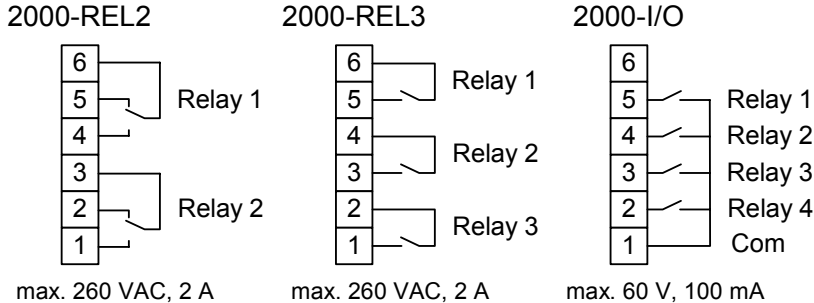 2000-REL2 2000-REL3 2000-I/O
6 6 6
5 Relay 1 5 Relay 1 5 Relay 1
4 4 4 Relay 2
3 3 Relay 2 3 Relay 3
2 Relay 2 2 2 Relay 4
1 1 Relay 3 1 Com
max. 260 VAC, 2 A max. 260 VAC, 2 A max. 60 V, 100 mA